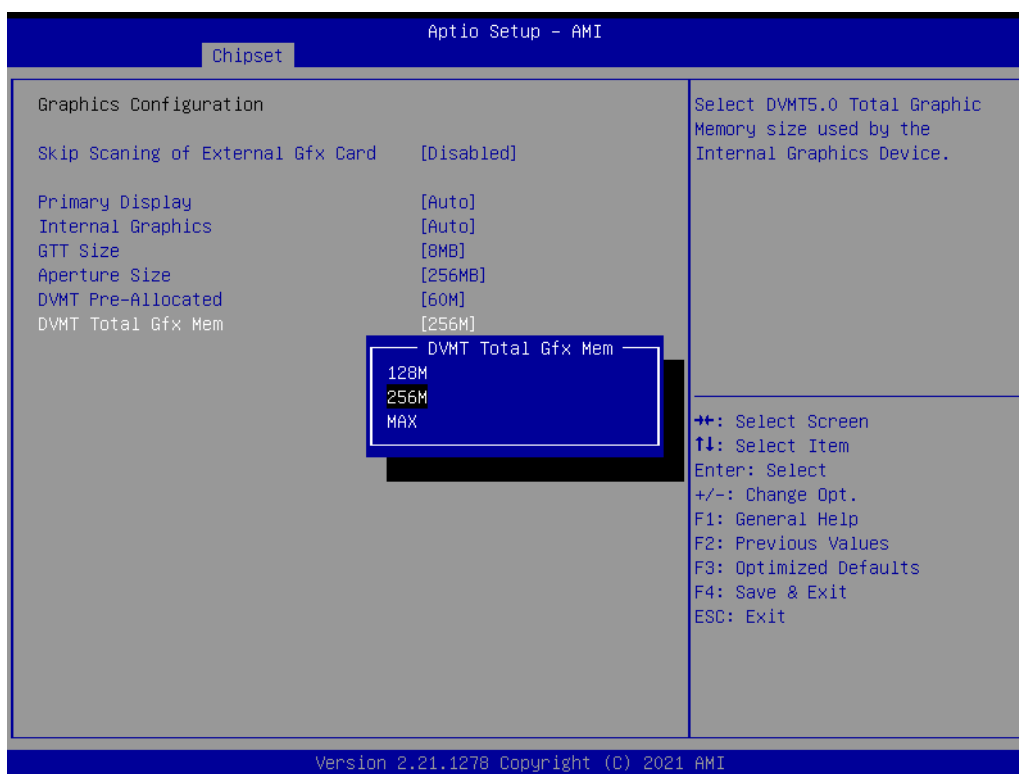 Aptio Setup – AMI
Chipset
Graphics Configuration
Skip Scaning of External Gfx Card [Disabled]
Primary Display [Auto]
Internal Graphics [Auto]
GTT Size [8MB]
Aperture Size [256MB]
DVMT Pre-Allocated [60M]
DVMT Total Gfx Mem [256M]
DVMT Total Gfx Mem
128M
256M
MAX
Select DVMT5.0 Total Graphic
Memory size used by the
Internal Graphics Device.
→←: Select Screen
↑↓: Select Item
Enter: Select
+/-: Change Opt.
F1: General Help
F2: Previous Values
F3: Optimized Defaults
F4: Save & Exit
ESC: Exit
Version 2.21.1278 Copyright (C) 2021 AMI